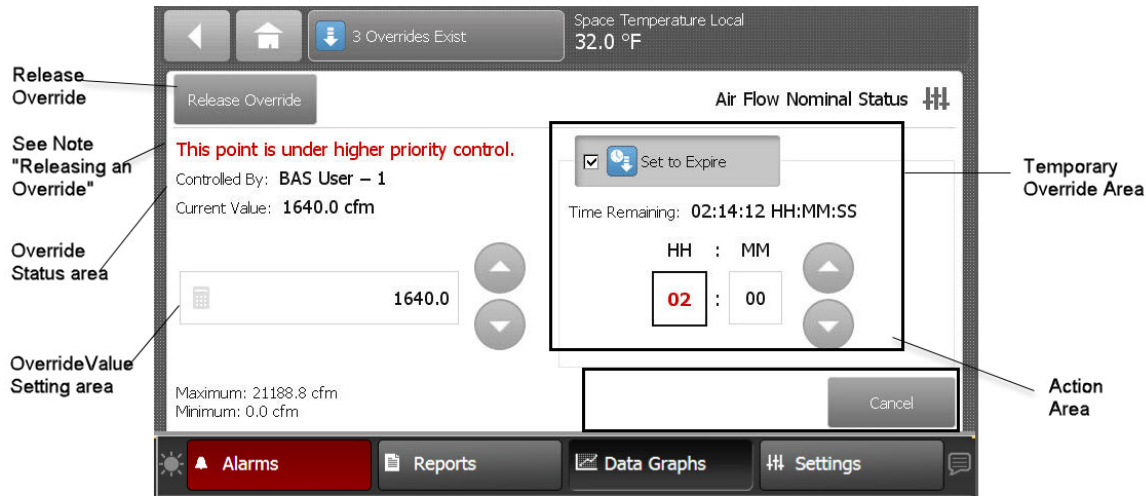 3 Overrides Exist
Space Temperature Local
32.0 °F
Release
Override
Release Override
Air Flow Nominal Status
See Note
"Releasing an
Override"
This point is under higher priority control.
Controlled By: BAS User – 1
Current Value: 1640.0 cfm
Set to Expire
Time Remaining: 02:14:12 HH:MM:SS
Temporary
Override Area
Override
Status area
HH : MM
1640.0
02 : 00
OverrideValue
Setting area
Maximum: 21188.8 cfm
Minimum: 0.0 cfm
Cancel
Action
Area
Alarms
Reports
Data Graphs
Settings